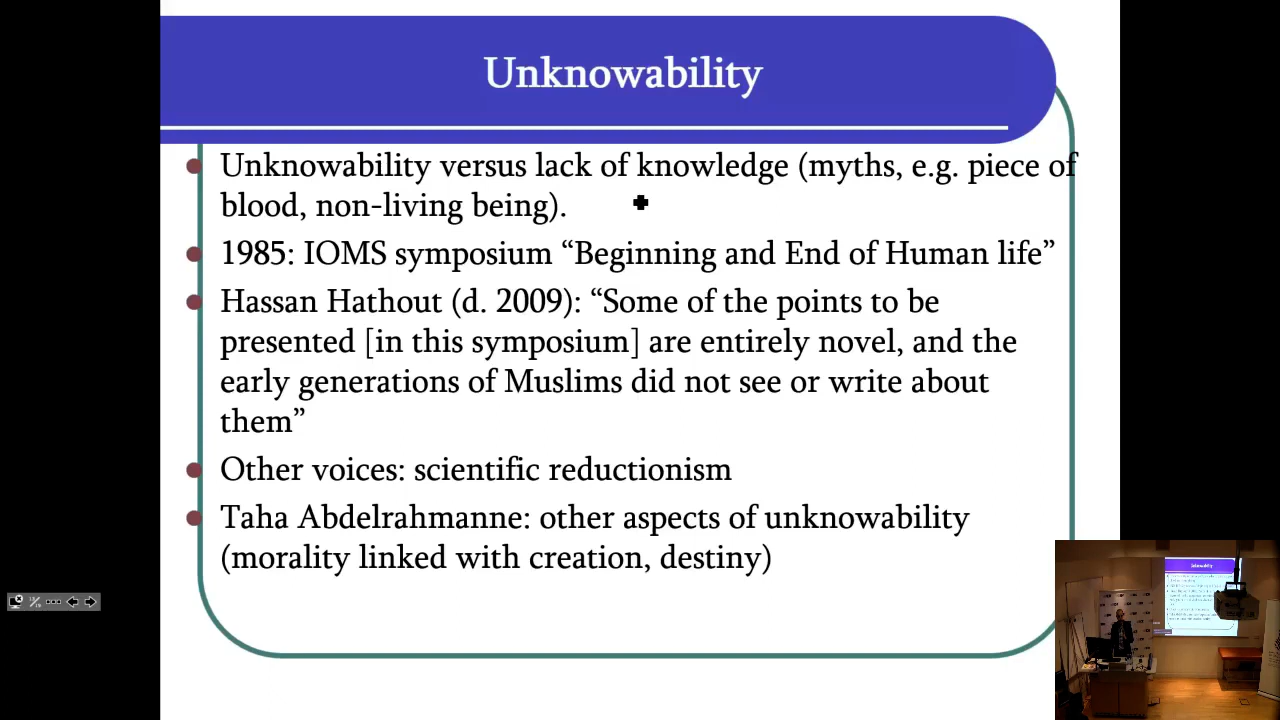 Unknowability
Unknowability versus lack of knowledge (myths, e.g. piece of
blood, non-living being).
1985: IOMS symposium “Beginning and End of Human life”
Hassan Hathout (d. 2009): “Some of the points to be
presented [in this symposium] are entirely novel, and the
early generations of Muslims did not see or write about
them”
Other voices: scientific reductionism
Taha Abdelrahmanne: other aspects of unknowability
(morality linked with creation, destiny)
Unknowability